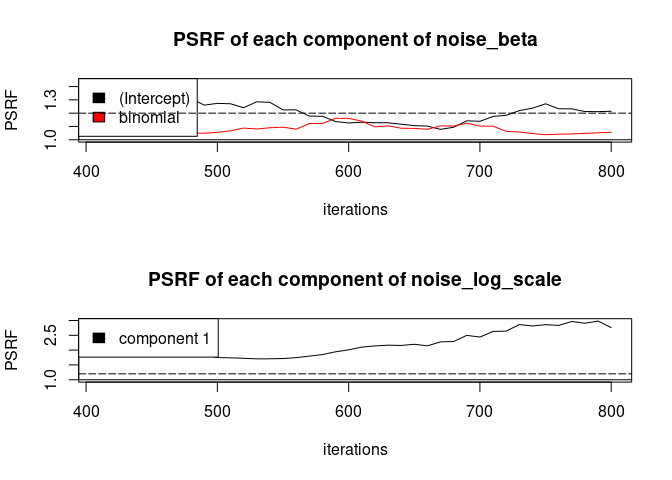 PSRF of each component of noise_beta
PSRF
1.3
1.0
(Intercept)
binomial
400 500 600 700 800
iterations
PSRF of each component of noise_log_scale
PSRF
2.5
1.0
component 1
400 500 600 700 800
iterations